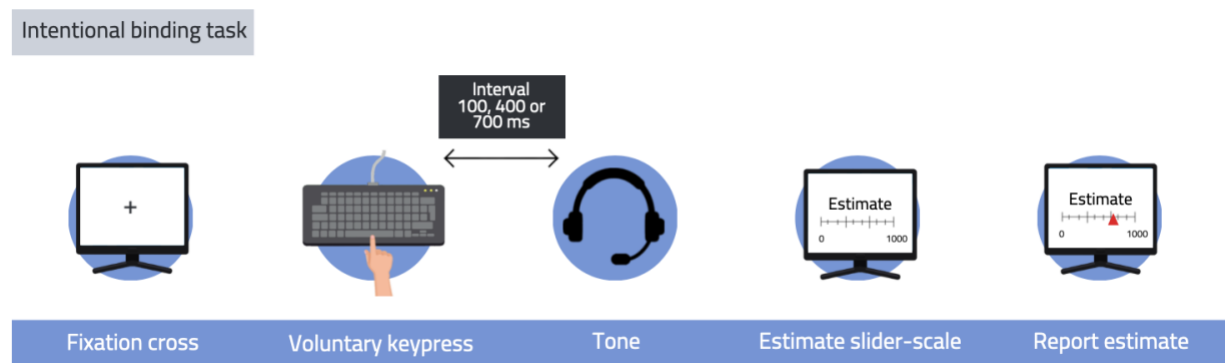 Intentional binding task
Interval
100, 400 or
700 ms
+
Estimate
0 1000
Estimate
0 1000
Fixation cross
Voluntary keypress
Tone
Estimate slider-scale
Report estimate